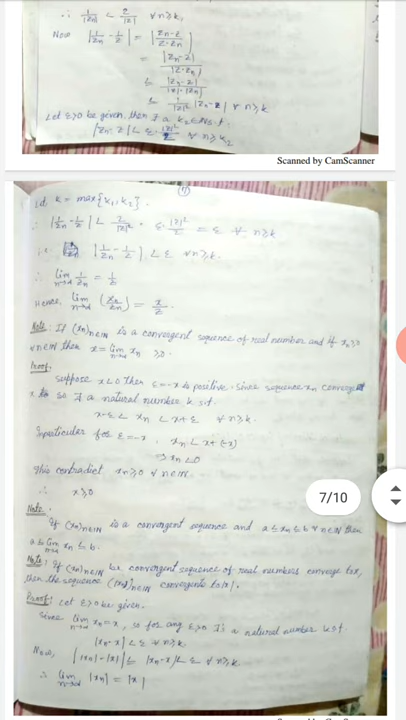 ∴ 1/|zn| < 2/|z| ∀ n≥k1
Now |1/zn - 1/z| = |zn-z / z·zn|
= |zn-z| / |z·zn|
= |zn-z| / |z|·|zn|
≤ 2/|z|² |zn-z| ∀ n≥k
Let ε>0 be given, then ∃ a k2∈N s.t.
|zn-z| < ε·|z|²/2 ∀ n≥k2
Scanned by CamScanner
Let k = max{k1,k2}.
∴ |1/zn - 1/z| < 2/|z|² · ε·|z|²/2 = ε ∀ n≥k
i.e. |1/zn - 1/z| < ε ∀ n≥k.
∴ lim n→∞ 1/zn = 1/z
Hence lim n→∞ (xn/zn) = x/z
Note: If (xn)n∈N is a convergent sequence of real number and if xn≥0
∀n∈N then x = lim n→∞ xn ≥0.
Proof.
Suppose x<0 then ε=-x is positive. Since sequence xn convergent
to so ∃ a natural number k s.t.
x-ε < xn < x+ε ∀ n≥k.
Inparticular for ε=-x, xn < x+(-x)
⇒ xn<0
This contradict xn≥0 ∀ n∈N
∴ x≥0
7/10
Note.
If (xn)n∈N is a convergent sequence and a≤xn≤b ∀ n∈N then
a≤ lim n→∞ xn ≤ b.
Note: If (xn)n∈N be convergent sequence of real numbers converge to x,
then the sequence (|xn|)n∈N converges to |x|.
Proof: Let ε>0 be given.
Since lim n→∞ xn=x, so for any ε>0 ∃ a natural number k s.t.
|xn-x|<ε ∀ n≥k.
Now, ||xn|-|x|| ≤ |xn-x|<ε ∀ n≥k
∴ lim n→∞ |xn| = |x|